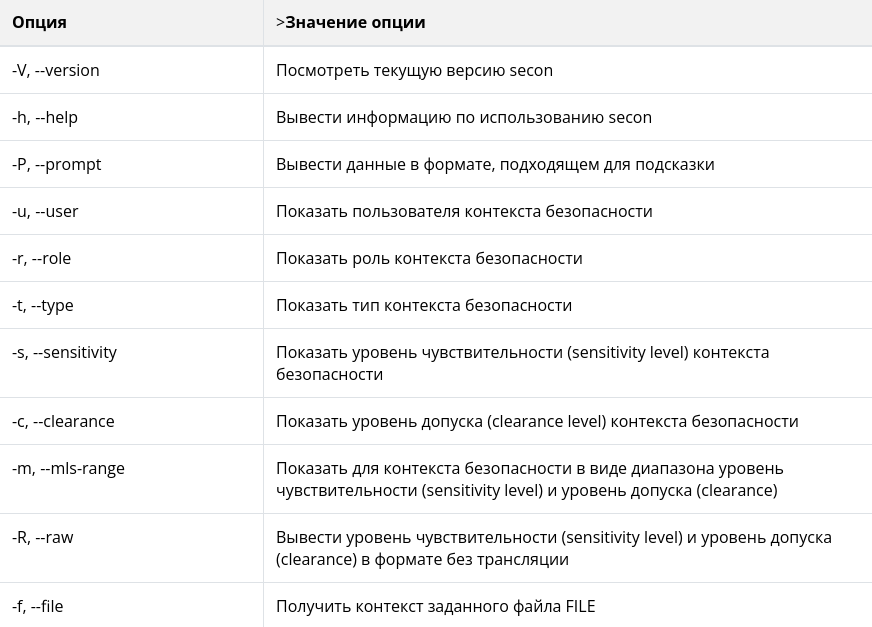 Опция
>Значение опции
-V, --version
Посмотреть текущую версию secon
-h, --help
Вывести информацию по использованию secon
-P, --prompt
Вывести данные в формате, подходящем для подсказки
-u, --user
Показать пользователя контекста безопасности
-r, --role
Показать роль контекста безопасности
-t, --type
Показать тип контекста безопасности
-s, --sensitivity
Показать уровень чувствительности (sensitivity level) контекста
безопасности
-c, --clearance
Показать уровень допуска (clearance level) контекста безопасности
-m, --mls-range
Показать для контекста безопасности в виде диапазона уровень
чувствительности (sensitivity level) и уровень допуска (clearance)
-R, --raw
Вывести уровень чувствительности (sensitivity level) и уровень допуска
(clearance) в формате без трансляции
-f, --file
Получить контекст заданного файла FILE